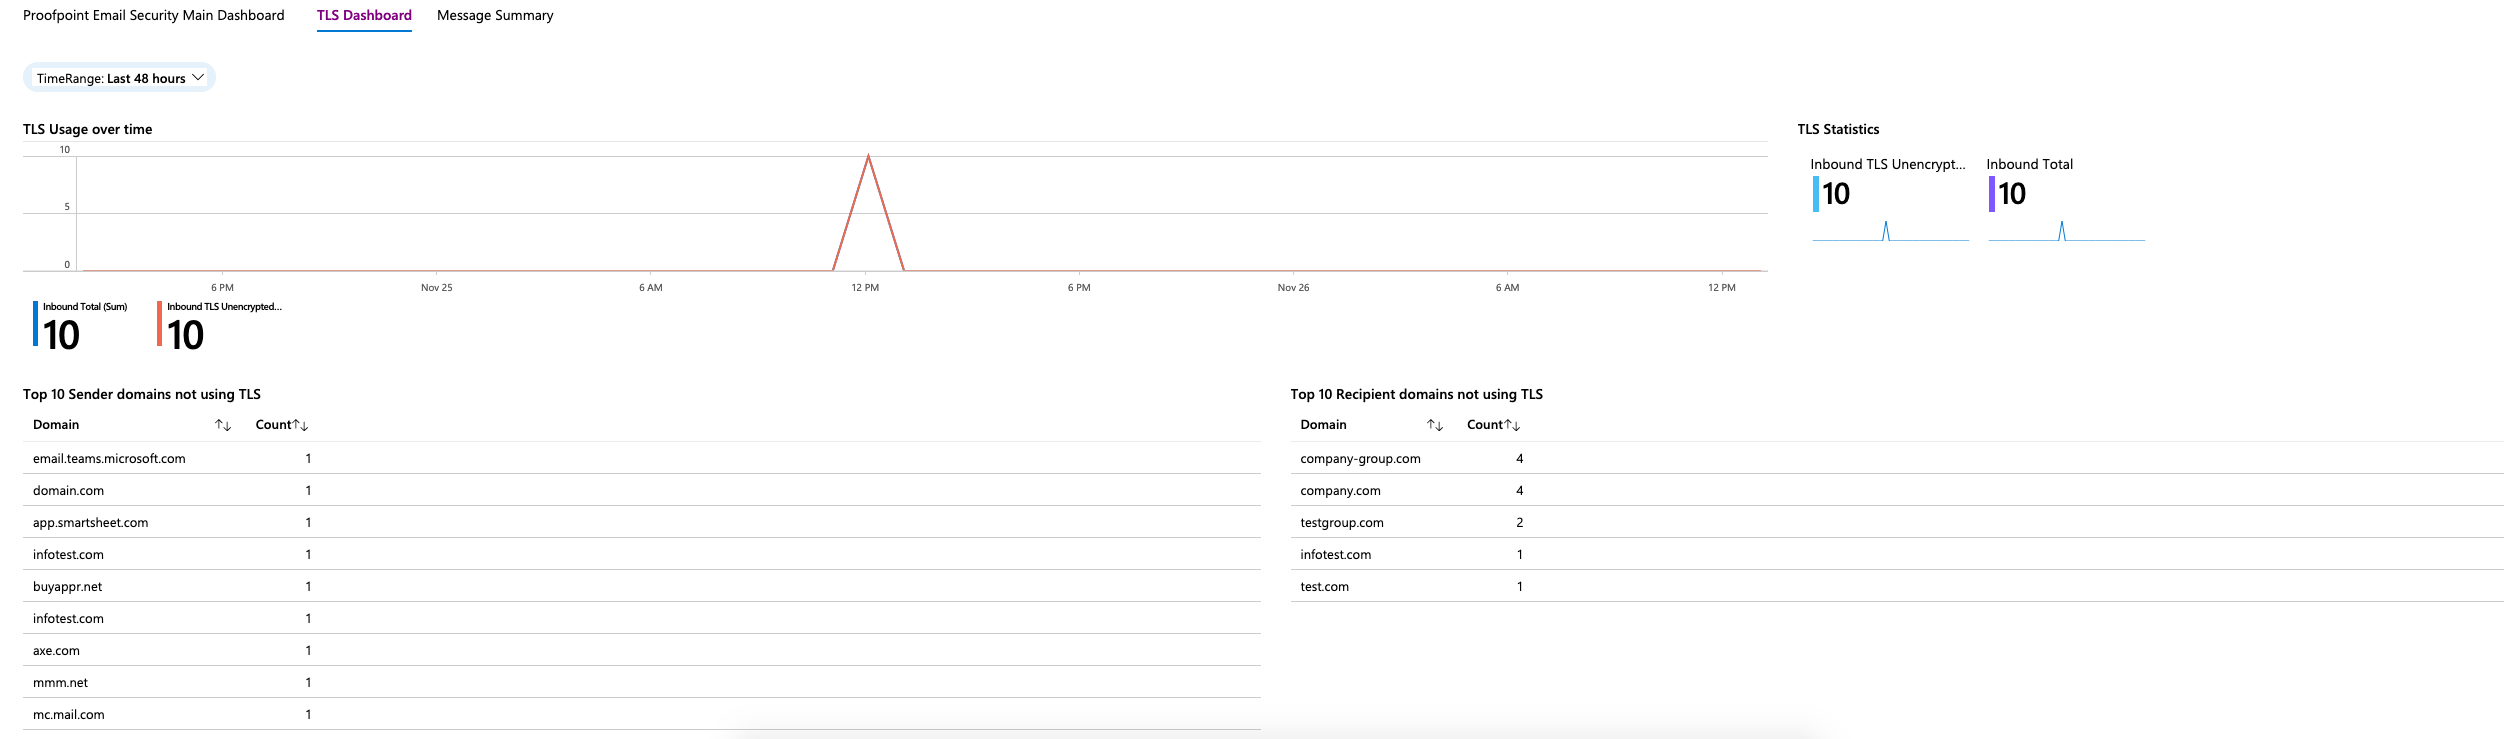 Proofpoint Email Security Main Dashboard TLS Dashboard Message Summary
TimeRange: Last 48 hours
TLS Usage over time
10
5
0
6 PM Nov 25 6 AM 12 PM 6 PM Nov 26 6 AM 12 PM
Inbound Total (Sum) Inbound TLS Unencrypted...
10 10
TLS Statistics
Inbound TLS Unencrypt... Inbound Total
10 10
Top 10 Sender domains not using TLS
Domain ↑↓ Count↑↓
email.teams.microsoft.com 1
domain.com 1
app.smartsheet.com 1
infotest.com 1
buyappr.net 1
infotest.com 1
axe.com 1
mmm.net 1
mc.mail.com 1
Top 10 Recipient domains not using TLS
Domain ↑↓ Count↑↓
company-group.com 4
company.com 4
testgroup.com 2
infotest.com 1
test.com 1